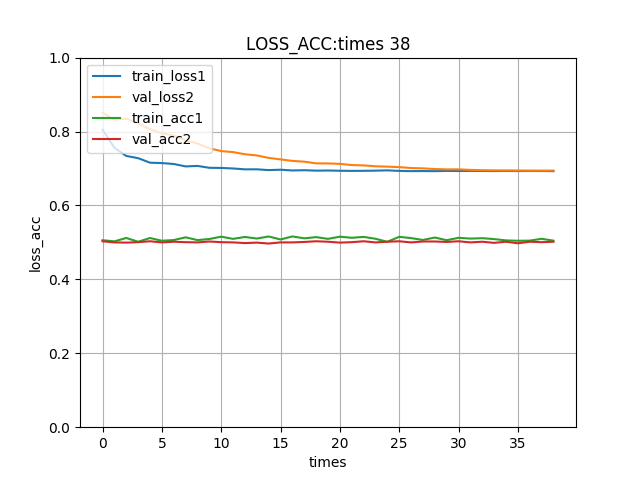 LOSS_ACC:times 38
1.0
0.8
0.6
0.4
0.2
0.0
loss_acc
train_loss1
val_loss2
train_acc1
val_acc2
0 5 10 15 20 25 30 35
times